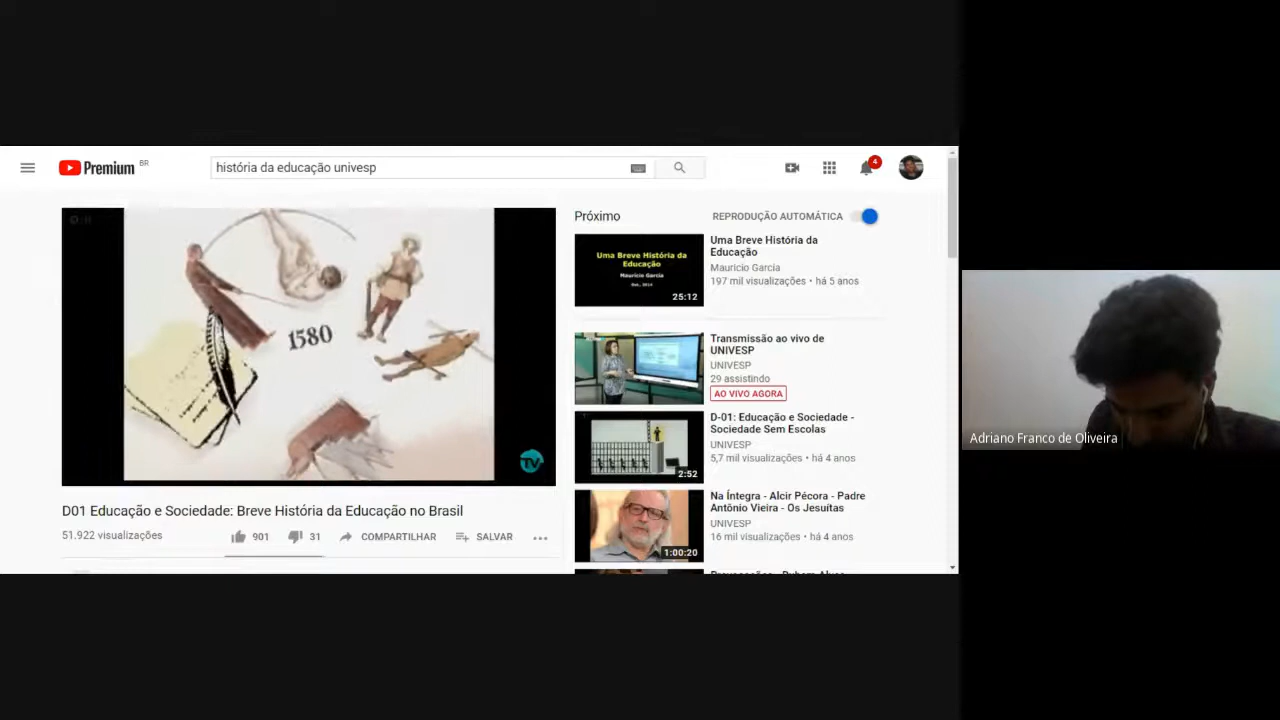 Premium BR
história da educação univesp
4
1580
TV
D01 Educação e Sociedade: Breve História da Educação no Brasil
51.922 visualizações
901
31
COMPARTILHAR
SALVAR
Próximo
REPRODUÇÃO AUTOMÁTICA
Uma Breve História da
Educação
Mauricio Garcia
25:12
Uma Breve História da
Educação
Mauricio Garcia
197 mil visualizações • há 5 anos
Transmissão ao vivo de
UNIVESP
UNIVESP
29 assistindo
AO VIVO AGORA
2:52
D-01: Educação e Sociedade -
Sociedade Sem Escolas
UNIVESP
5,7 mil visualizações • há 4 anos
1:00:20
Na Íntegra - Alcir Pécora - Padre
Antônio Vieira - Os Jesuítas
UNIVESP
16 mil visualizações • há 4 anos
Adriano Franco de Oliveira